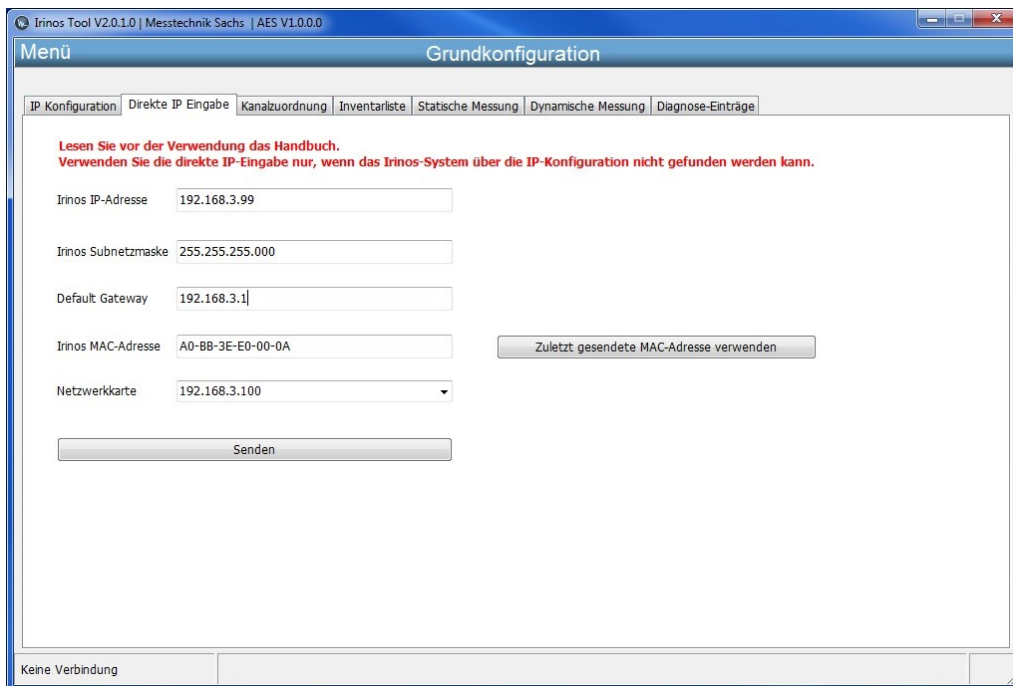 Irinos Tool V2.0.1.0 | Messtechnik Sachs | AES V1.0.0.0
Menü Grundkonfiguration
IP Konfiguration Direkte IP Eingabe Kanalzuordnung Inventarliste Statische Messung Dynamische Messung Diagnose-Einträge
Lesen Sie vor der Verwendung das Handbuch.
Verwenden Sie die direkte IP-Eingabe nur, wenn das Irinos-System über die IP-Konfiguration nicht gefunden werden kann.
Irinos IP-Adresse 192.168.3.99
Irinos Subnetzmaske 255.255.255.000
Default Gateway 192.168.3.1
Irinos MAC-Adresse A0-BB-3E-E0-00-0A Zuletzt gesendete MAC-Adresse verwenden
Netzwerkkarte 192.168.3.100
Senden
Keine Verbindung